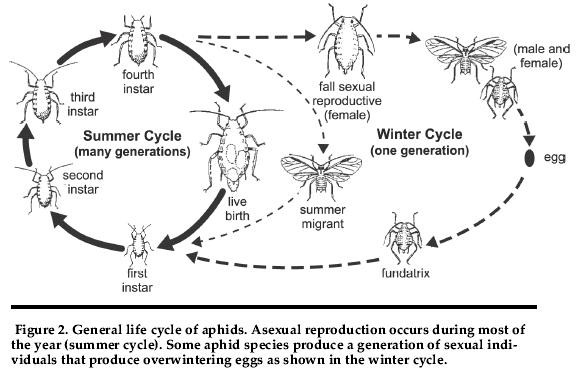 fourth
instar
fall sexual
reproductive
(female)
(male and
female)
third
instar
Summer Cycle
(many generations)
Winter Cycle
(one generation)
egg
second
instar
live
birth
summer
migrant
first
instar
fundatrix
Figure 2. General life cycle of aphids. Asexual reproduction occurs during most of
the year (summer cycle). Some aphid species produce a generation of sexual indi-
viduals that produce overwintering eggs as shown in the winter cycle.